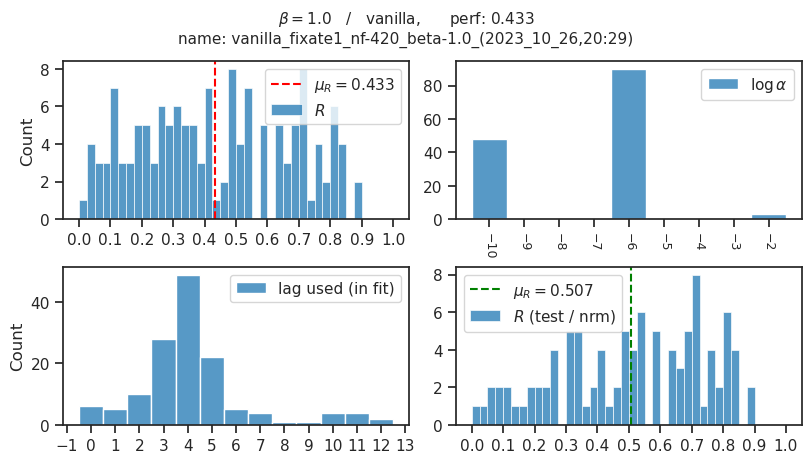 β = 1.0 / vanilla, perf: 0.433
name: vanilla_fixate1_nf-420_beta-1.0_(2023_10_26,20:29)
μ_R = 0.433
R
Count
8
6
4
2
0
0.0 0.1 0.2 0.3 0.4 0.5 0.6 0.7 0.8 0.9 1.0
log α
80
60
40
20
0
−10 −9 −8 −7 −6 −5 −4 −3 −2
lag used (in fit)
Count
40
20
0
−1 0 1 2 3 4 5 6 7 8 9 10 11 12 13
μ_R = 0.507
R (test / nrm)
8
6
4
2
0
0.0 0.1 0.2 0.3 0.4 0.5 0.6 0.7 0.8 0.9 1.0